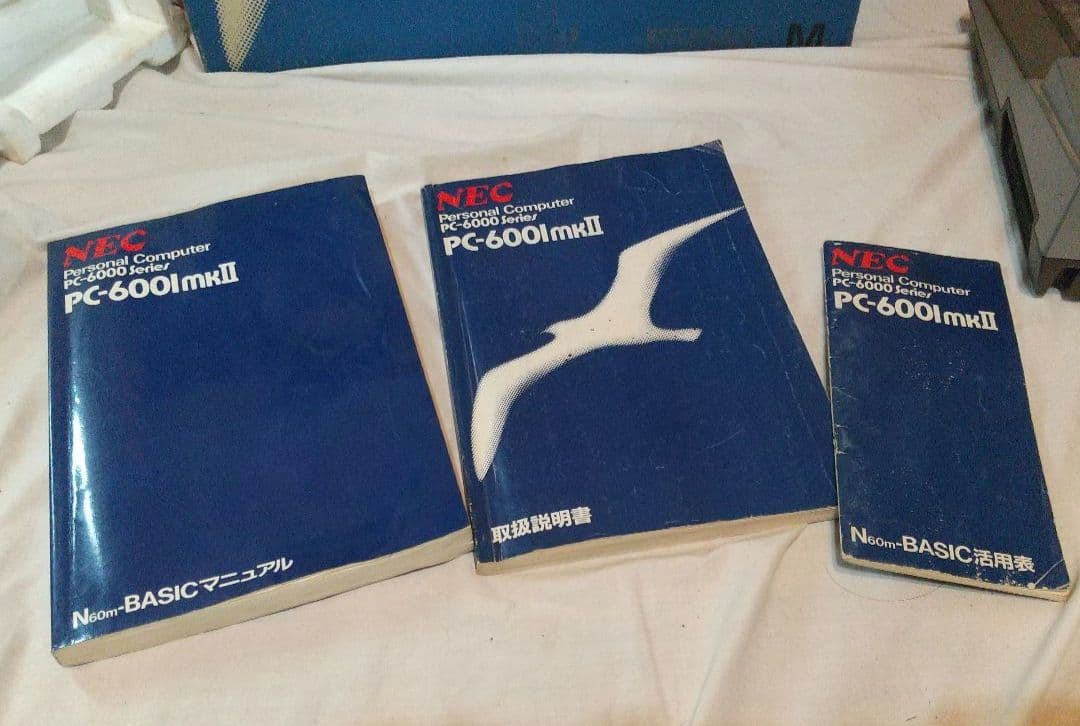 NEC
Personal Computer
PC-6000 Series
PC-6001mkII
N60m-BASICマニュアル
NEC
Personal Computer
PC-6000 Series
PC-6001mkII
取扱説明書
NEC
Personal Computer
PC-6000 Series
PC-6001mkII
N60m-BASIC活用表
M